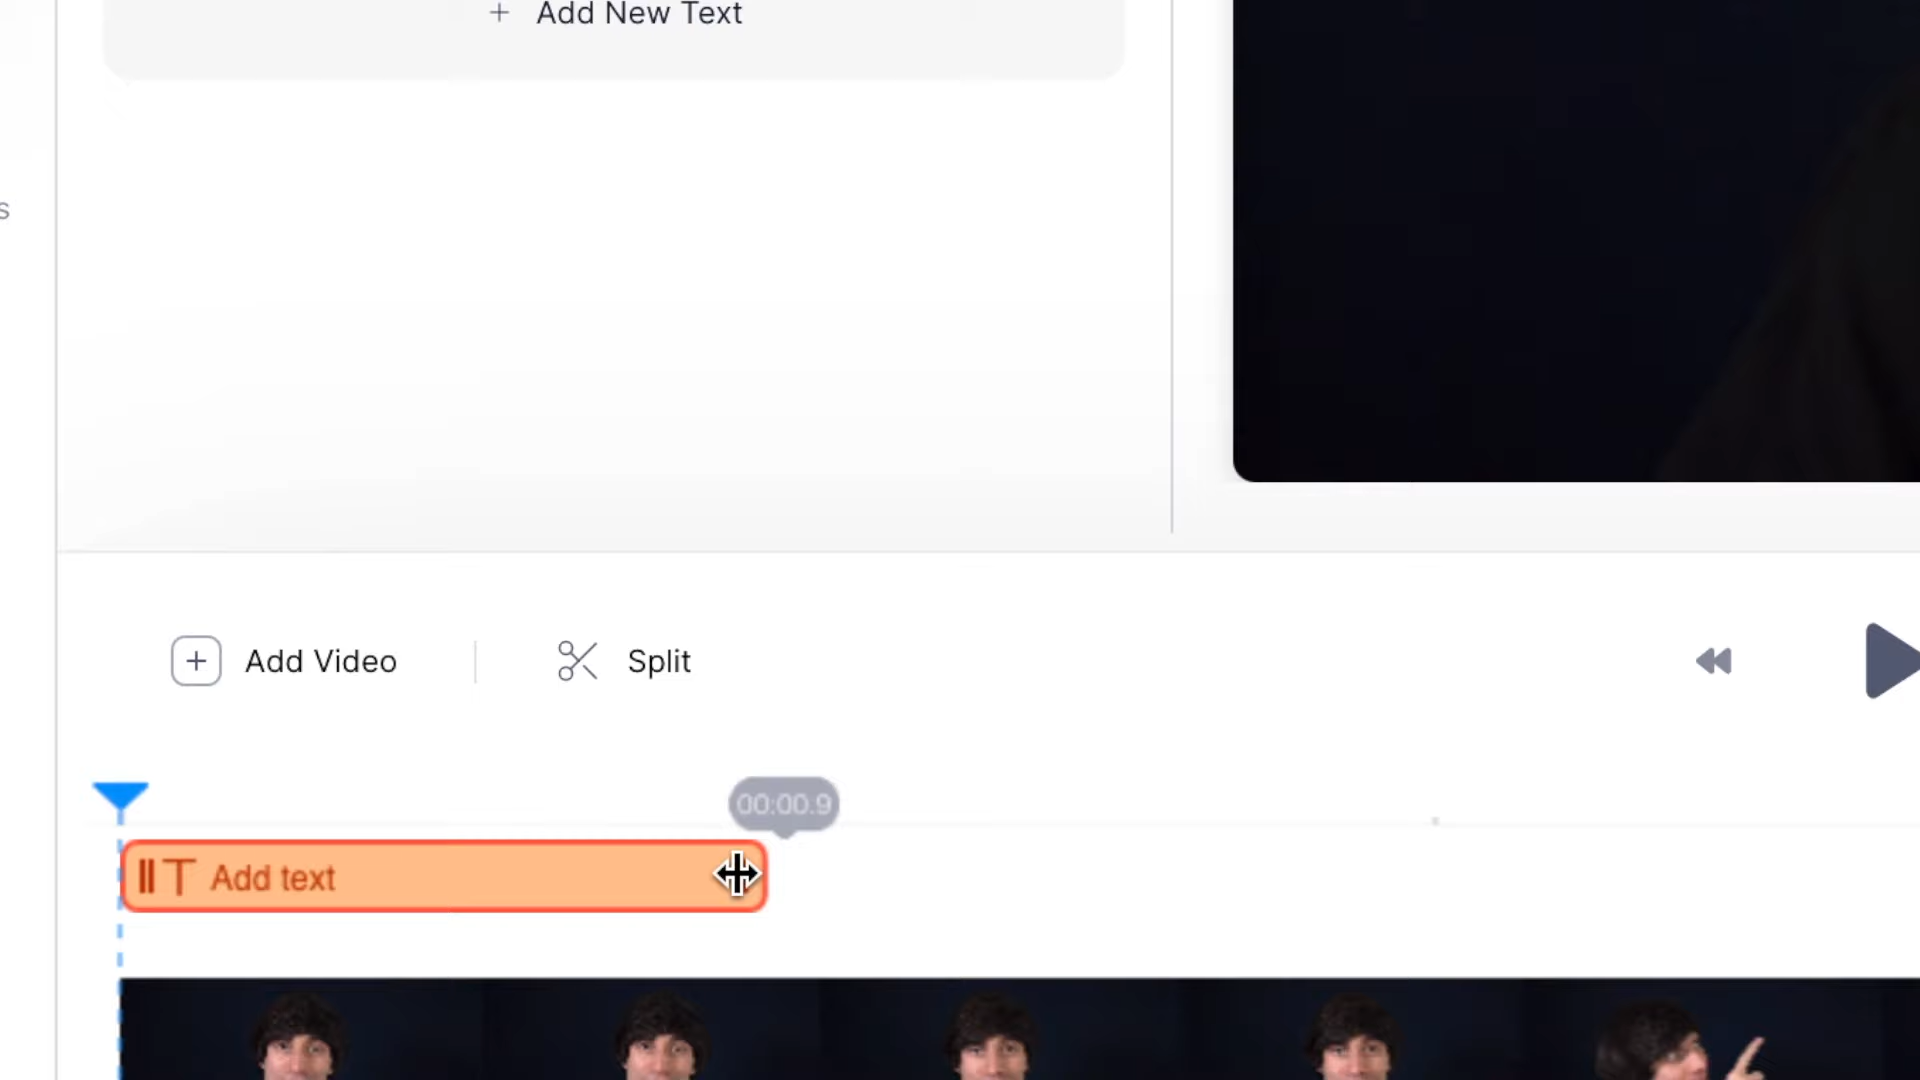 + Add New Text
s
Add Video
Split
00:00.9
T Add text